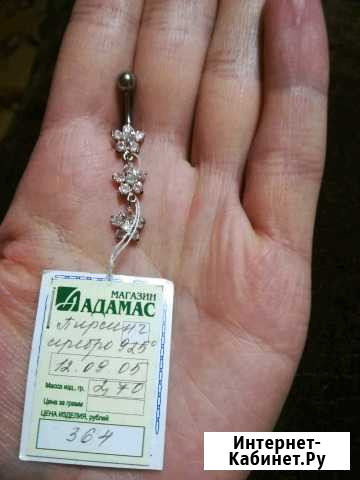 МАГАЗИН
АДАМАС
Пирсинг
серебро 925°
12.09.05
Масса изд., гр. 2,70
Цена за грамм
ЦЕНА ИЗДЕЛИЯ, рублей
364
Интернет-
Кабинет.Ру